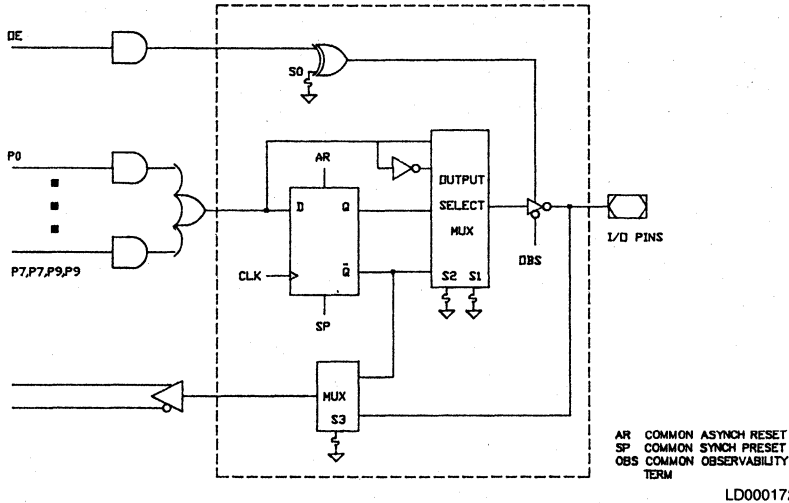 OE
S0
P0
AR
D Q
OUTPUT
SELECT
MUX
I/O PINS
P7,P7,P9,P9
CLK
Q
S2 S1
OBS
SP
MUX
S3
AR COMMON ASYNCH RESET
SP COMMON SYNCH PRESET
OBS COMMON OBSERVABILITY
TERM